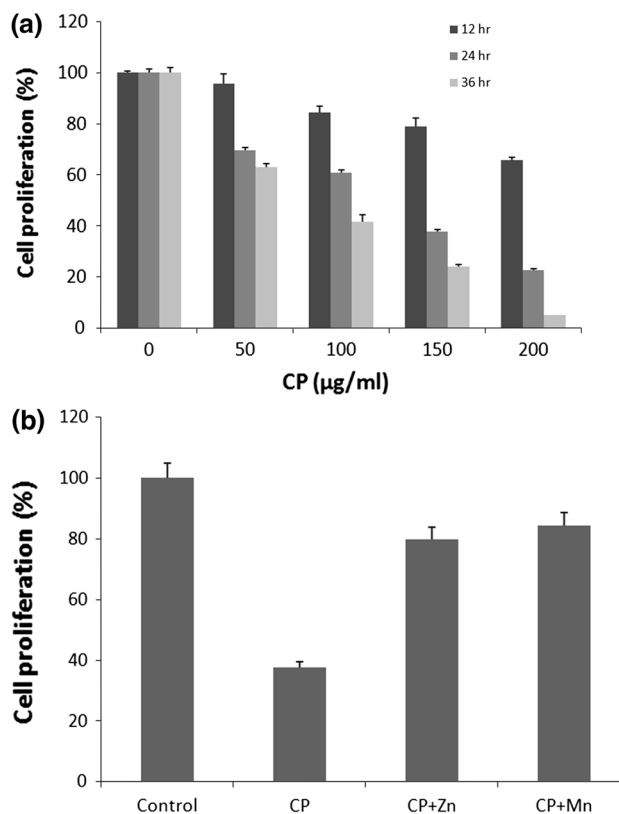 (a)
120
100
80
60
40
20
0
Cell proliferation (%)
12 hr
24 hr
36 hr
0 50 100 150 200
CP (µg/ml)
(b)
120
100
80
60
40
20
0
Cell proliferation (%)
Control CP CP+Zn CP+Mn